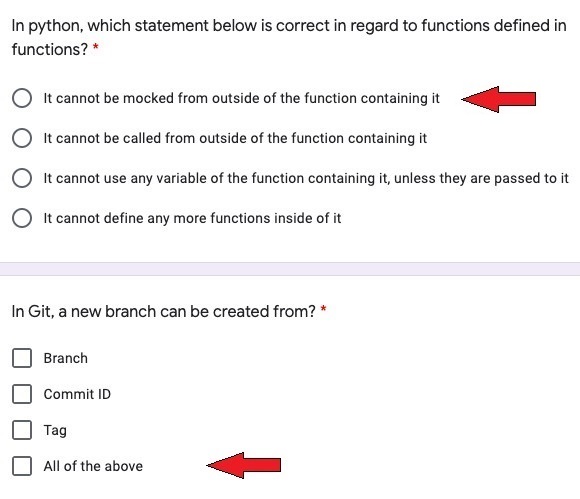 In python, which statement below is correct in regard to functions defined in
functions? *
It cannot be mocked from outside of the function containing it
It cannot be called from outside of the function containing it
It cannot use any variable of the function containing it, unless they are passed to it
It cannot define any more functions inside of it
In Git, a new branch can be created from? *
Branch
Commit ID
Tag
All of the above